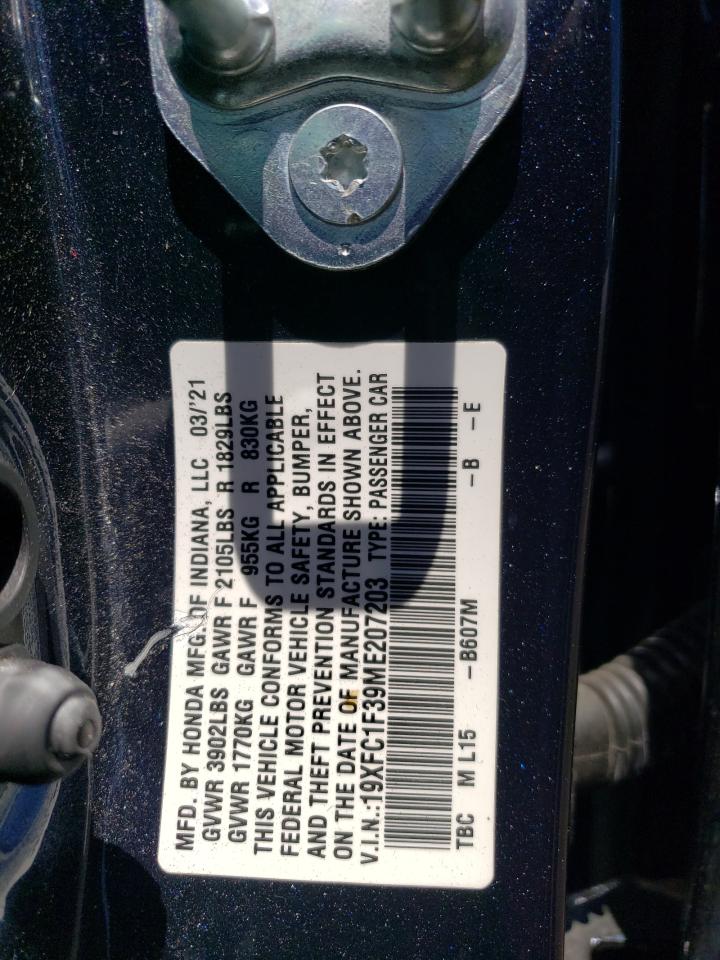 MFD. BY HONDA MFG. OF INDIANA, LLC 03/'21
GVWR 3902LBS GAWR F 2105LBS R 1829LBS
GVWR 1770KG GAWR F 955KG R 830KG
THIS VEHICLE CONFORMS TO ALL APPLICABLE
FEDERAL MOTOR VEHICLE SAFETY, BUMPER,
AND THEFT PREVENTION STANDARDS IN EFFECT
ON THE DATE OF MANUFACTURE SHOWN ABOVE.
V.I.N.:19XFC1F39ME207203 TYPE: PASSENGER CAR
TBC M L15 -B607M -B -E